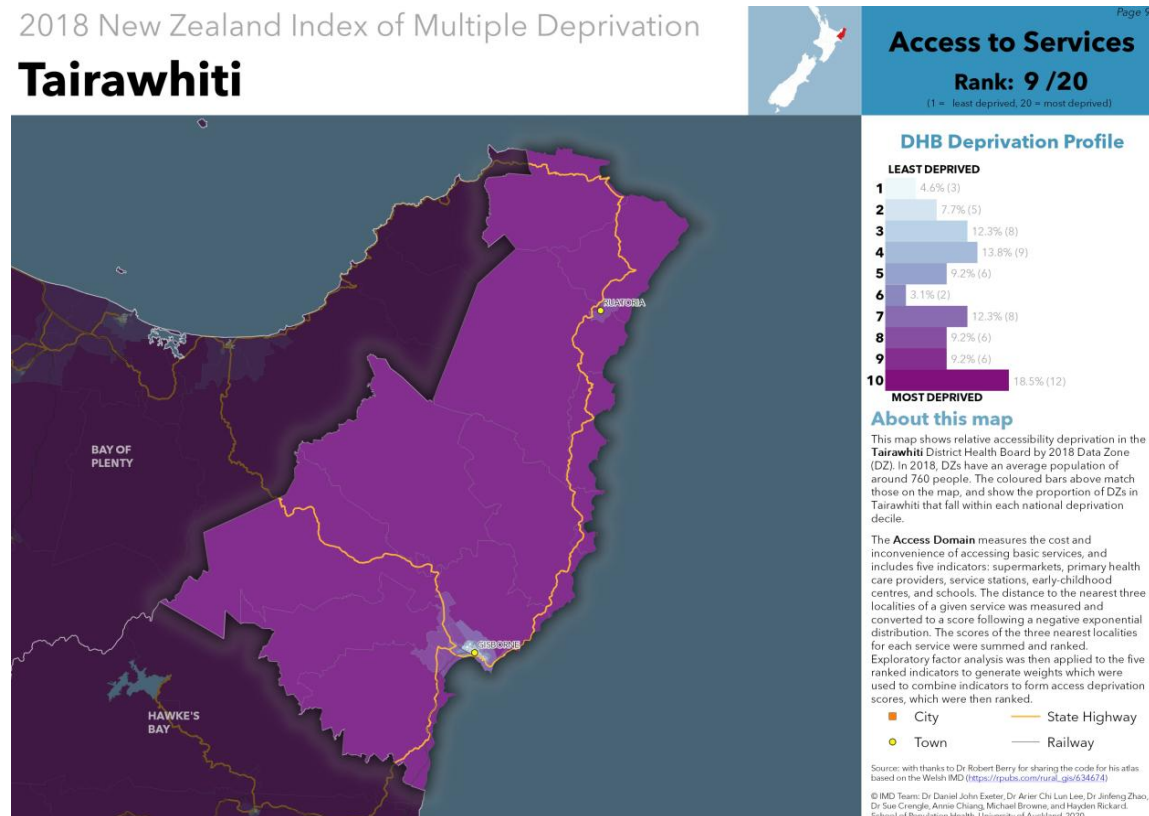 2018 New Zealand Index of Multiple Deprivation
Tairawhiti
Page 9
Access to Services
Rank: 9 /20
(1 = least deprived, 20 = most deprived)
DHB Deprivation Profile
LEAST DEPRIVED
1 4.6% (3)
2 7.7% (5)
3 12.3% (8)
4 13.8% (9)
5 9.2% (6)
6 3.1% (2)
7 12.3% (8)
8 9.2% (6)
9 9.2% (6)
10 18.5% (12)
MOST DEPRIVED
RUATORIA
BAY OF
PLENTY
GISBORNE
HAWKE'S
BAY
About this map
This map shows relative accessibility deprivation in the
Tairawhiti District Health Board by 2018 Data Zone
(DZ). In 2018, DZs have an average population of
around 760 people. The coloured bars above match
those on the map, and show the proportion of DZs in
Tairawhiti that fall within each national deprivation
decile.
The Access Domain measures the cost and
inconvenience of accessing basic services, and
includes five indicators: supermarkets, primary health
care providers, service stations, early-childhood
centres, and schools. The distance to the nearest three
localities of a given service was measured and
converted to a score following a negative exponential
distribution. The scores of the three nearest localities
for each service were summed and ranked.
Exploratory factor analysis was then applied to the five
ranked indicators to generate weights which were
used to combine indicators to form access deprivation
scores, which were then ranked.
City
State Highway
Town
Railway
Source: with thanks to Dr Robert Berry for sharing the code for his atlas
based on the Welsh IMD (https://rpubs.com/rural_gis/634674)
© IMD Team: Dr Daniel John Exeter, Dr Arier Chi Lun Lee, Dr Jinfeng Zhao,
Dr Sue Crengle, Annie Chiang, Michael Browne, and Hayden Rickard.
School of Population Health, University of Auckland, 2020